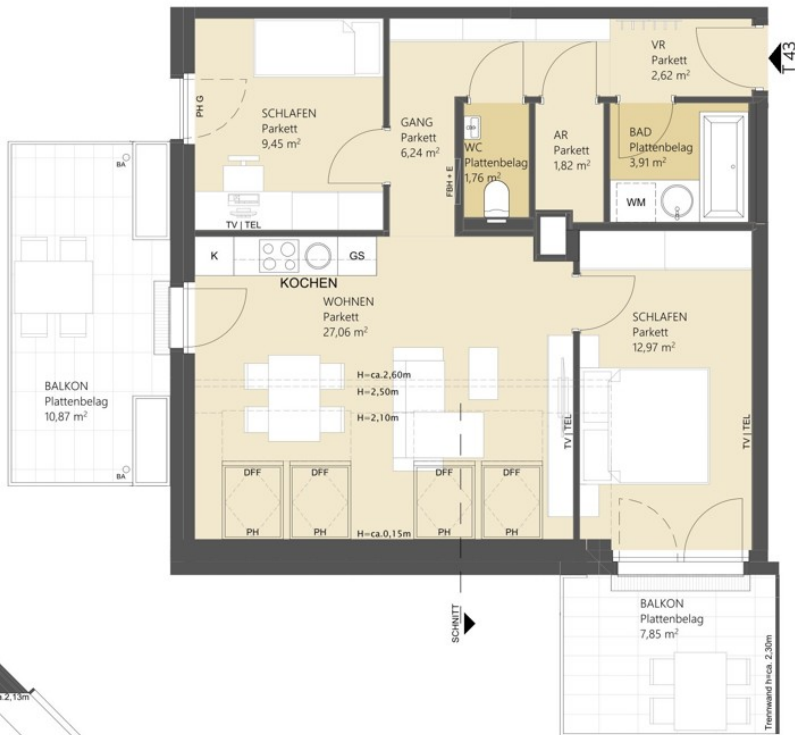 VR
Parkett
2,62 m²
T 43
PH G
SCHLAFEN
Parkett
9,45 m²
GANG
Parkett
6,24 m²
WC
Plattenbelag
1,76 m²
AR
Parkett
1,82 m²
BAD
Plattenbelag
3,91 m²
BA
FBH + E
WM
TV | TEL
K
GS
KOCHEN
WOHNEN
Parkett
27,06 m²
SCHLAFEN
Parkett
12,97 m²
BALKON
Plattenbelag
10,87 m²
H=ca.2,60m
H=2,50m
H=2,10m
TV | TEL
TV | TEL
BA
DFF
DFF
DFF
DFF
PH
PH
H=ca.0,15m
PH
PH
SCHNITT
BALKON
Plattenbelag
7,85 m²
Trennwand h=ca. 2,30m
a.2,13m